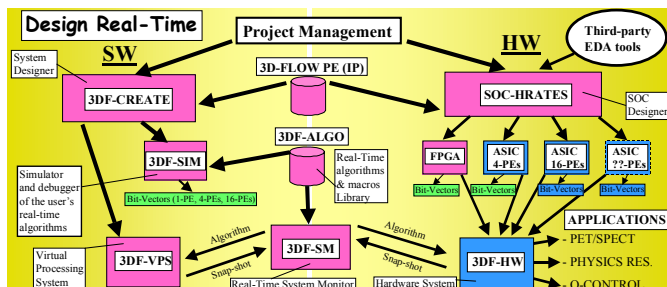 Design Real-Time
Project Management
Third-party
EDA tools
SW
HW
System
Designer
3D-FLOW PE (IP)
3DF-CREATE
SOC-HRATES
SOC
Designer
3DF-ALGO
3DF-SIM
FPGA
ASIC
4-PEs
ASIC
16-PEs
ASIC
??-PEs
Simulator
and debugger
of the user's
real-time
algorithms
Real-Time
algorithms
& macros
Library
Bit-Vectors (1-PE, 4-PEs, 16-PEs)
Bit-Vectors
Bit-Vectors
Bit-Vectors
Bit-Vectors
APPLICATIONS
Algorithm
Algorithm
3DF-VPS
3DF-SM
3DF-HW
- PET/SPECT
- PHYSICS RES.
Virtual
Processing
System
Snap-shot
Snap-shot
Real-Time System Monitor
Hardware System
- Q-CONTROL